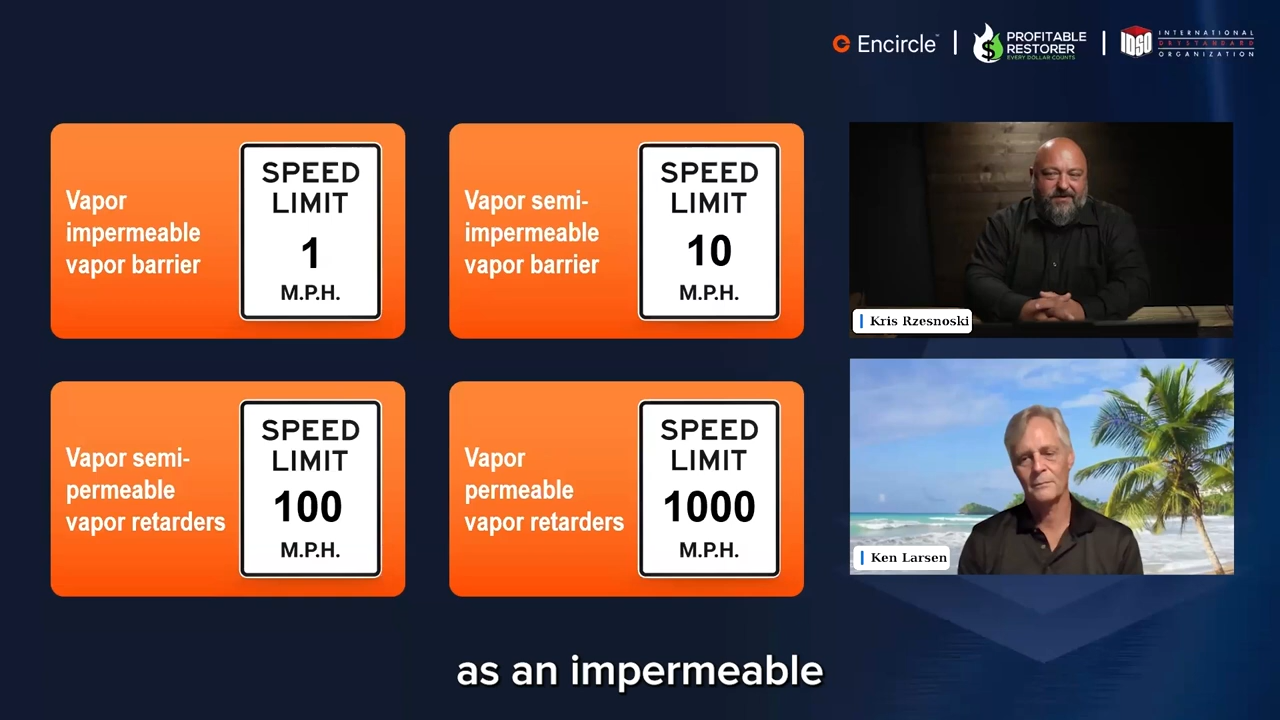 Encircle
PROFITABLE
RESTORER
EVERY DOLLAR COUNTS
IDSO
INTERNATIONAL
DRYSTANDARD
ORGANIZATION
Vapor
impermeable
vapor barrier
SPEED
LIMIT
1
M.P.H.
Vapor semi-
impermeable
vapor barrier
SPEED
LIMIT
10
M.P.H.
Kris Rzesnoski
Vapor semi-
permeable
vapor retarders
SPEED
LIMIT
100
M.P.H.
Vapor
permeable
vapor retarders
SPEED
LIMIT
1000
M.P.H.
Ken Larsen
as an impermeable